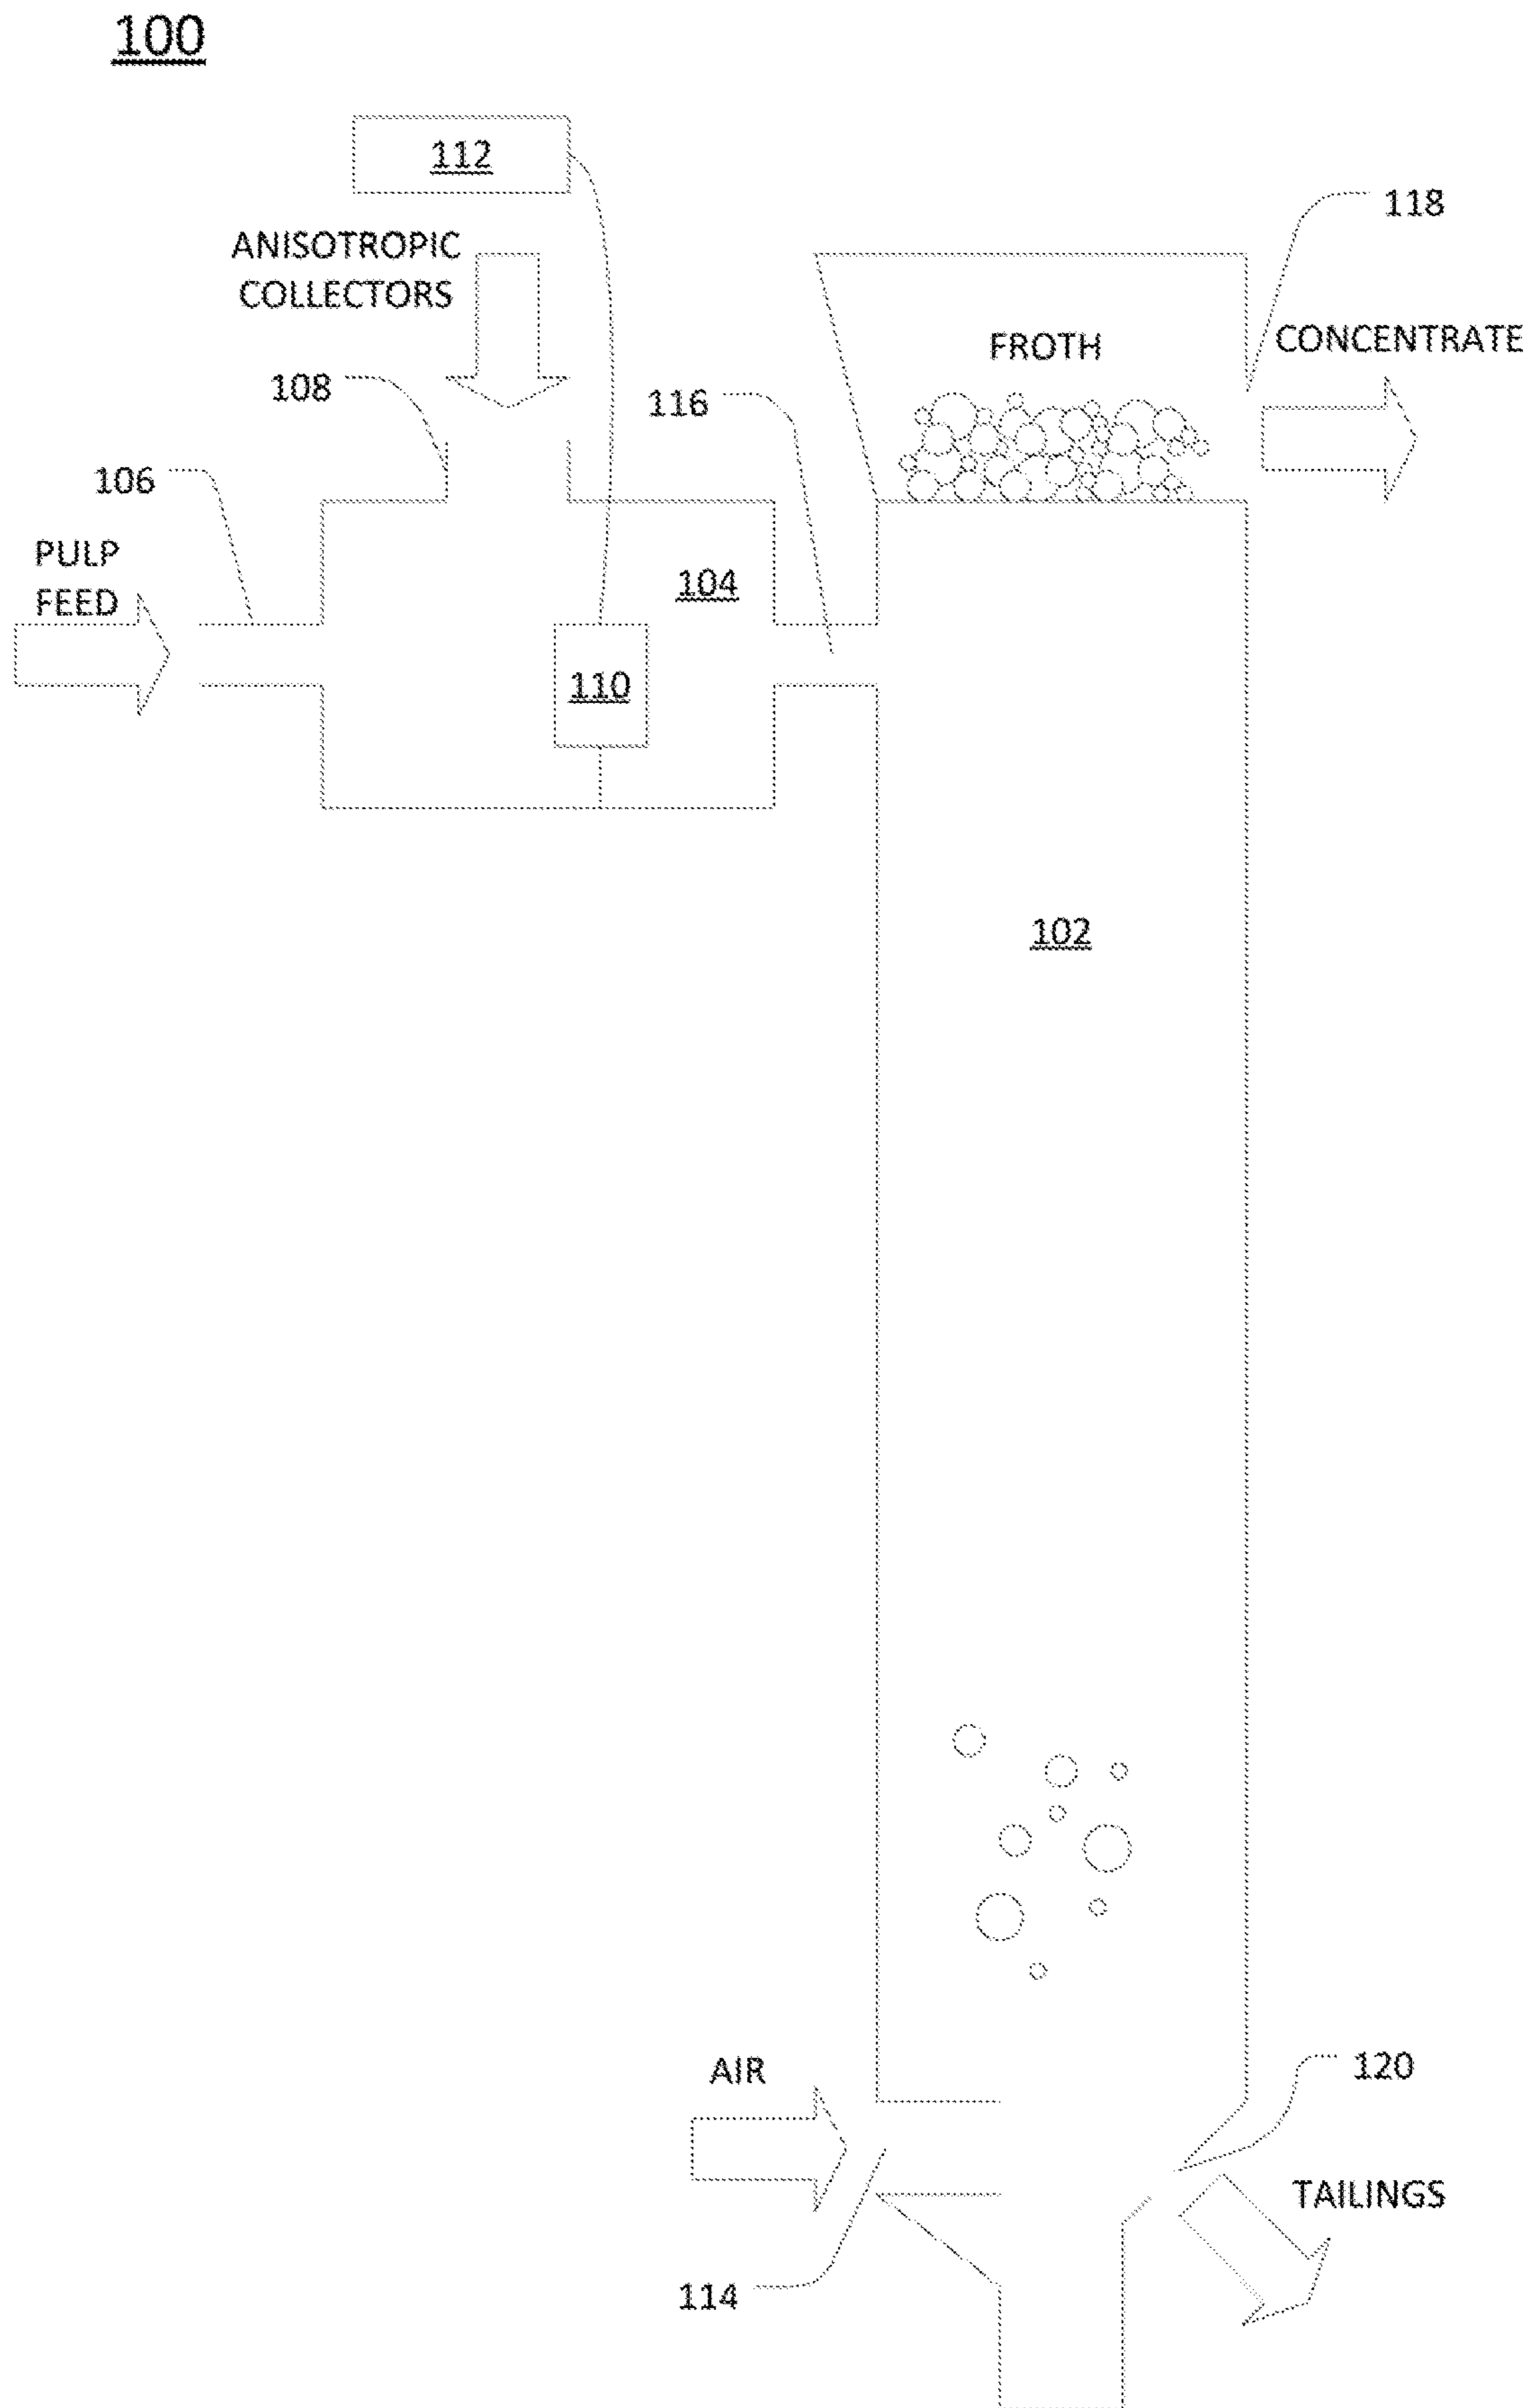 100
112
118
ANISOTROPIC
COLLECTORS
FROTH
CONCENTRATE
108
116
106
PULP
FEED
104
110
102
AIR
120
TAILINGS
114